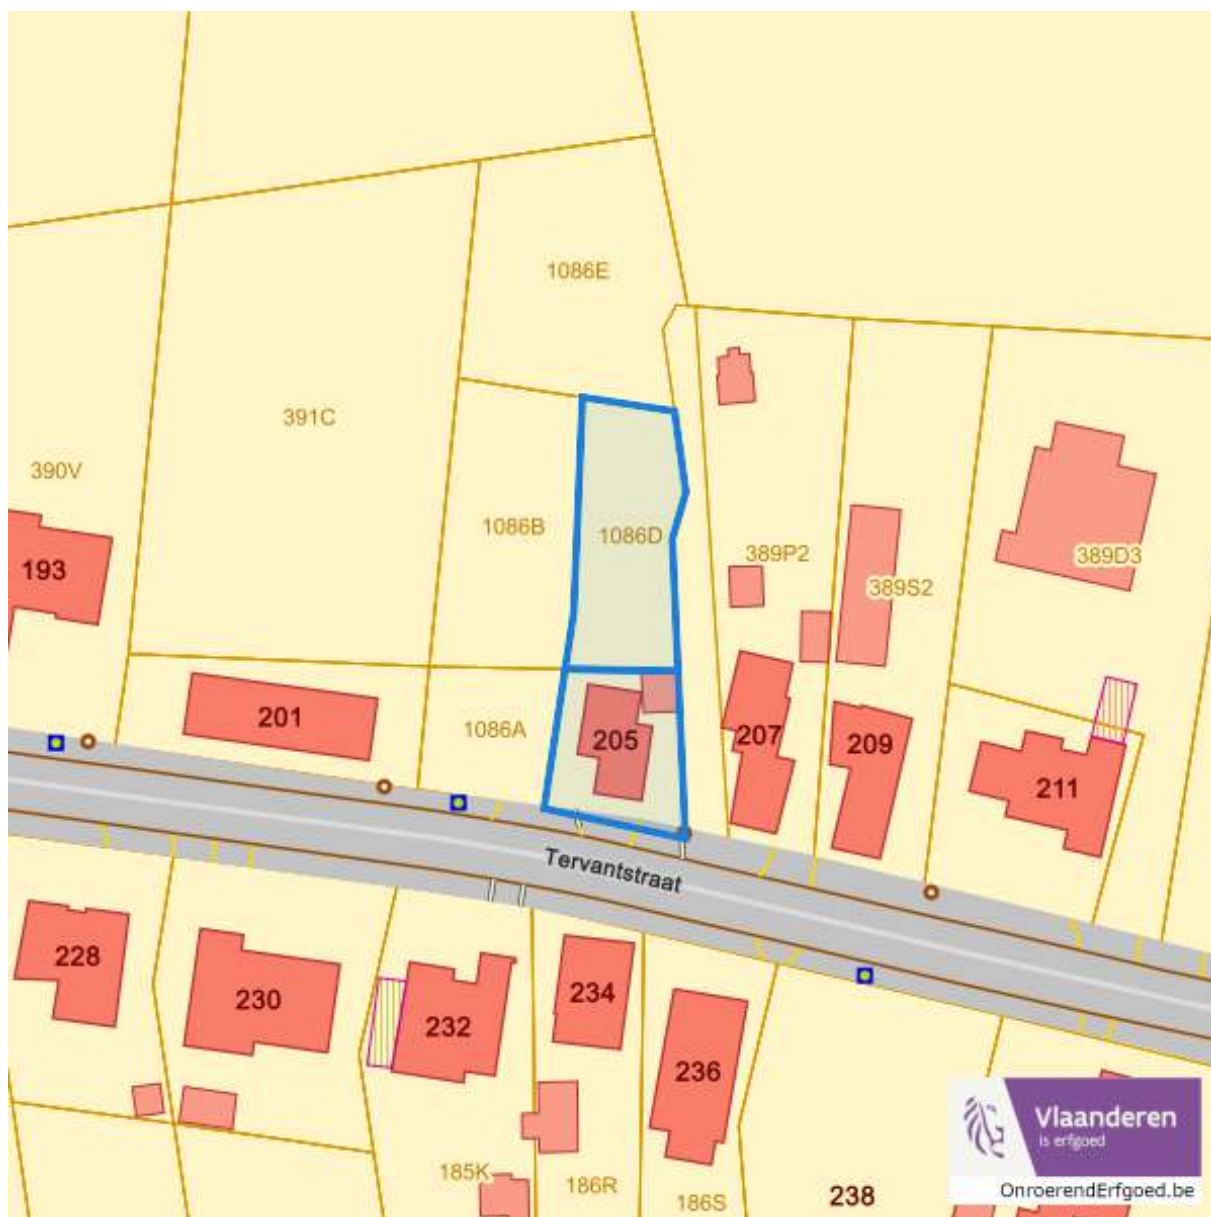 1086E
391C
390V
1086B
1086D
389P2
389D3
389S2
193
201
1086A
205
207
209
211
Tervantstraat
228
230
232
234
236
185K
186R
186S
238
Vlaanderen
is erfgoed
OnroerendErfgoed.be